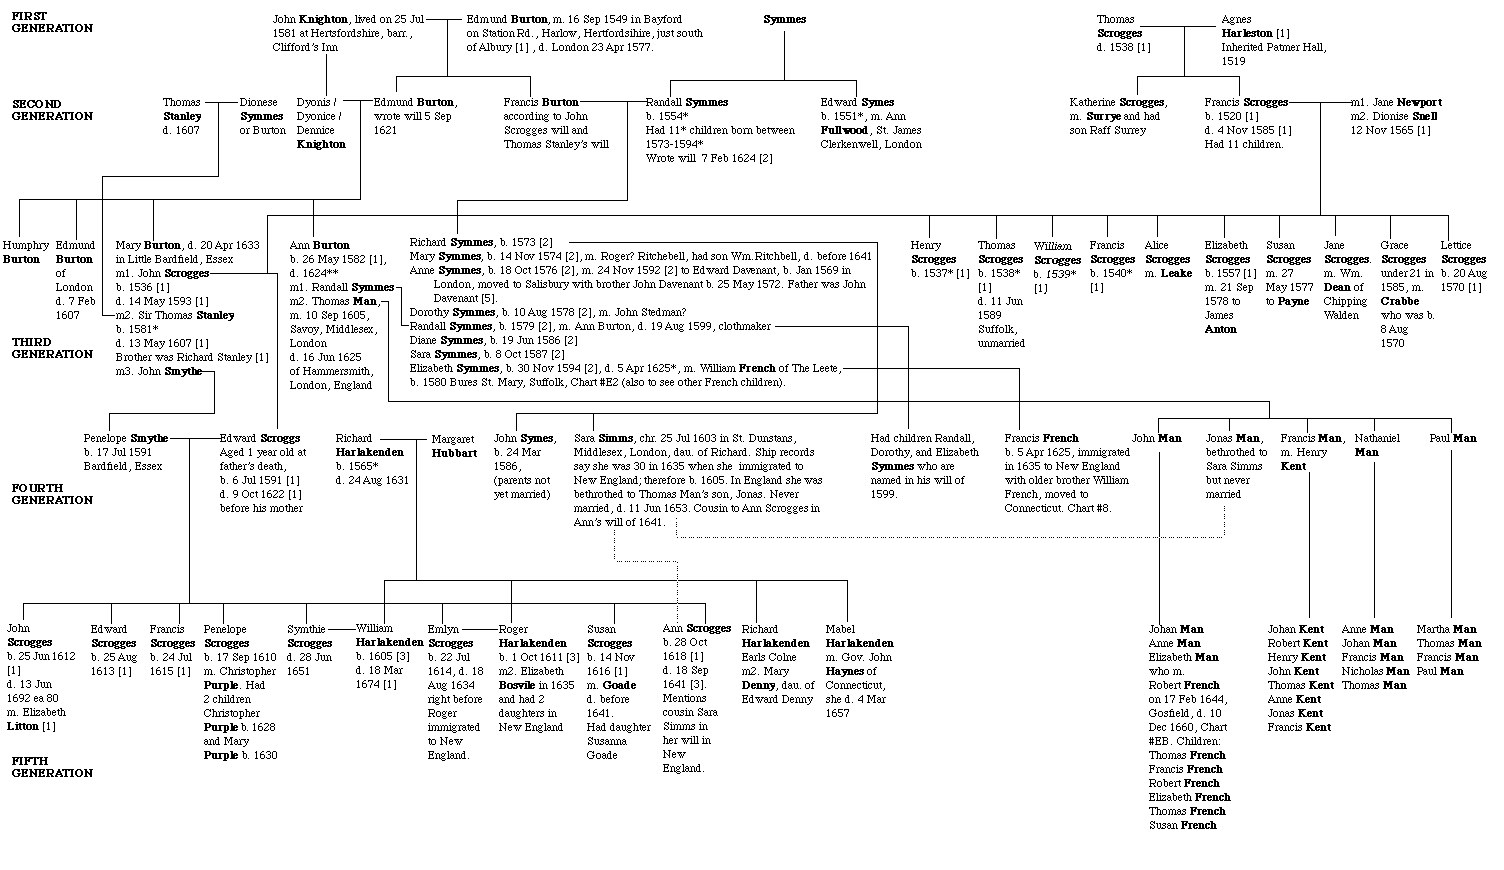 FIRST
GENERATION
John Knighton, lived on 25 Jul
1581 at Hertsfordshire, barr.,
Clifford's Inn
Edmund Burton, m. 16 Sep 1549 in Bayford
on Station Rd., Harlow, Hertfordsihire, just south
of Albury [1] , d. London 23 Apr 1577.
Symmes
Thomas
Scrogges
d. 1538 [1]
Agnes
Harleston [1]
Inherited Patmer Hall,
1519
SECOND
GENERATION
Thomas
Stanley
d. 1607
Dionese
Symmes
or Burton
Dyonis /
Dyonice /
Dennice
Knighton
Edmund Burton,
wrote will 5 Sep
1621
Francis Burton
according to John
Scrogges will and
Thomas Stanley's will
Randall Symmes
b. 1554*
Had 11* children born between
1573-1594*
Wrote will 7 Feb 1624 [2]
Edward Symes
b. 1551*, m. Ann
Fullwood, St. James
Clerkenwell, London
Katherine Scrogges,
m. Surrye and had
son Raff Surrey
Francis Scrogges
b. 1520 [1]
d. 4 Nov 1585 [1]
Had 11 children.
m1. Jane Newport
m2. Dionise Snell
12 Nov 1565 [1]
THIRD
GENERATION
Humphry
Burton
Edmund
Burton
of
London
d. 7 Feb
1607
Mary Burton, d. 20 Apr 1633
in Little Bardfield, Essex
m1. John Scrogges
b. 1536 [1]
d. 14 May 1593 [1]
m2. Sir Thomas Stanley
b. 1581*
d. 13 May 1607 [1]
Brother was Richard Stanley [1]
m3. John Smythe
Ann Burton
b. 26 May 1582 [1],
d. 1624**
m1. Randall Symmes
m2. Thomas Man,
m. 10 Sep 1605,
Savoy, Middlesex,
London
d. 16 Jun 1625
of Hammersmith,
London, England
Richard Symmes, b. 1573 [2]
Mary Symmes, b. 14 Nov 1574 [2], m. Roger? Ritchebell, had son Wm.Ritchbell, d. before 1641
Anne Symmes, b. 18 Oct 1576 [2], m. 24 Nov 1592 [2] to Edward Davenant, b. Jan 1569 in
London, moved to Salisbury with brother John Davenant b. 25 May 1572. Father was John
Davenant [5].
Dorothy Symmes, b. 10 Aug 1578 [2], m. John Stedman?
Randall Symmes, b. 1579 [2], m. Ann Burton, d. 19 Aug 1599, clothmaker
Diane Symmes, b. 19 Jun 1586 [2]
Sara Symmes, b. 8 Oct 1587 [2]
Elizabeth Symmes, b. 30 Nov 1594 [2], d. 5 Apr 1625*, m. William French of The Leete,
b. 1580 Bures St. Mary, Suffolk, Chart #E2 (also to see other French children).
Henry
Scrogges
b. 1537* [1]
Thomas
Scrogges
b. 1538*
[1]
d. 11 Jun
1589
Suffolk,
unmarried
William
Scrogges
b. 1539*
[1]
Francis
Scrogges
b. 1540*
[1]
Alice
Scrogges
m. Leake
Elizabeth
Scrogges
b. 1557 [1]
m. 21 Sep
1578 to
James
Anton
Susan
Scrogges
m. 27
May 1577
to Payne
Jane
Scrogges.
m. Wm.
Dean of
Chipping
Walden
Grace
Scrogges
under 21 in
1585, m.
Crabbe
who was b.
8 Aug
1570
Lettice
Scrogges
b. 20 Aug
1570 [1]
FOURTH
GENERATION
Penelope Smythe
b. 17 Jul 1591
Bardfield, Essex
Edward Scroggs
Aged 1 year old at
father's death,
b. 6 Jul 1591 [1]
d. 9 Oct 1622 [1]
before his mother
Richard
Harlakenden
b. 1565*
d. 24 Aug 1631
Margaret
Hubbart
John Symes,
b. 24 Mar
1586,
(parents not
yet married)
Sara Simms, chr. 25 Jul 1603 in St. Dunstans,
Middlesex, London, dau. of Richard. Ship records
say she was 30 in 1635 when she immigrated to
New England; therefore b. 1605. In England she was
bethrothed to Thomas Man's son, Jonas. Never
married, d. 11 Jun 1653. Cousin to Ann Scrogges in
Ann's will of 1641.
Had children Randall,
Dorothy, and Elizabeth
Symmes who are
named in his will of
1599.
Francis French
b. 5 Apr 1625, immigrated
in 1635 to New England
with older brother William
French, moved to
Connecticut. Chart #8.
John Man
Jonas Man,
bethrothed to
Sara Simms
but never
married
Francis Man,
m. Henry
Kent
Nathaniel
Man
Paul Man
FIFTH
GENERATION
John
Scrogges
b. 25 Jun 1612
[1]
d. 13 Jun
1692 ea 80
m. Elizabeth
Litton [1]
Edward
Scrogges
b. 25 Aug
1613 [1]
Francis
Scrogges
b. 24 Jul
1615 [1]
Penelope
Scrogges
b. 17 Sep 1610
m. Christopher
Purple. Had
2 children
Christopher
Purple b. 1628
and Mary
Purple b. 1630
Symthie
Scrogges
d. 28 Jun
1651
William
Harlakenden
b. 1605 [3]
d. 18 Mar
1674 [1]
Emlyn
Scrogges
b. 22 Jul
1614, d. 18
Aug 1634
right before
Roger
immigrated
to New
England.
Roger
Harlakenden
b. 1 Oct 1611 [3]
m2. Elizabeth
Bosvile in 1635
and had 2
daughters in
New England
Susan
Scrogges
b. 14 Nov
1616 [1]
m. Goade
d. before
1641.
Had daughter
Susanna
Goade
Ann Scrogges
b. 28 Oct
1618 [1]
d. 18 Sep
1641 [3].
Mentions
cousin Sara
Simms in
her will in
New
England.
Richard
Harlakenden
Earls Colne
m2. Mary
Denny, dau. of
Edward Denny
Mabel
Harlakenden
m. Gov. John
Haynes of
Connecticut,
she d. 4 Mar
1657
Johan Man
Anne Man
Elizabeth Man
who m.
Robert French
on 17 Feb 1644,
Gosfield, d. 10
Dec 1660, Chart
#EB. Children:
Thomas French
Francis French
Robert French
Elizabeth French
Thomas French
Susan French
Johan Kent
Robert Kent
Henry Kent
John Kent
Thomas Kent
Anne Kent
Jonas Kent
Francis Kent
Anne Man
Johan Man
Francis Man
Nicholas Man
Thomas Man
Martha Man
Thomas Man
Francis Man
Paul Man